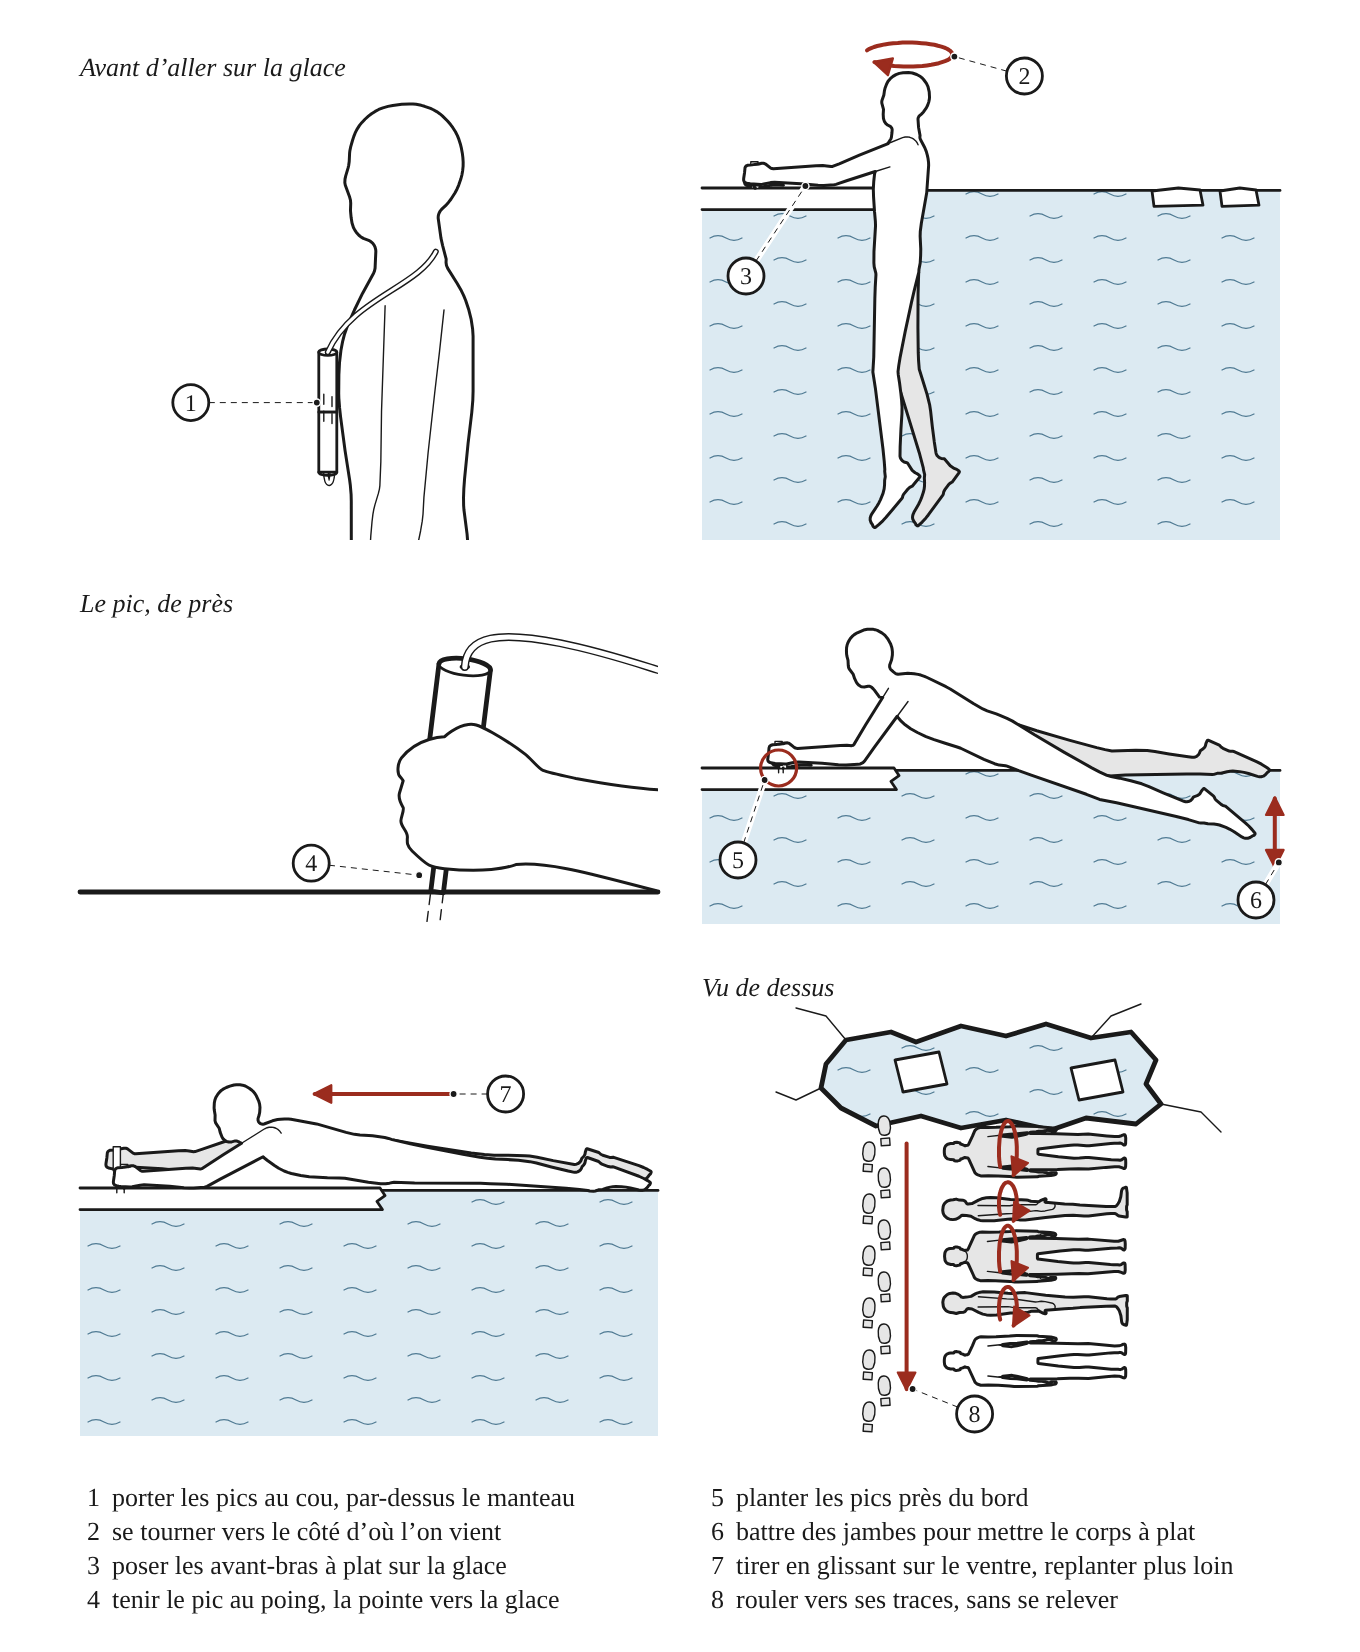 Avant d’aller sur la glace
2
3
1
Le pic, de près
4
5
6
Vu de dessus
7
8
1 porter les pics au cou, par-dessus le manteau
2 se tourner vers le côté d’où l’on vient
3 poser les avant-bras à plat sur la glace
4 tenir le pic au poing, la pointe vers la glace
5 planter les pics près du bord
6 battre des jambes pour mettre le corps à plat
7 tirer en glissant sur le ventre, replanter plus loin
8 rouler vers ses traces, sans se relever